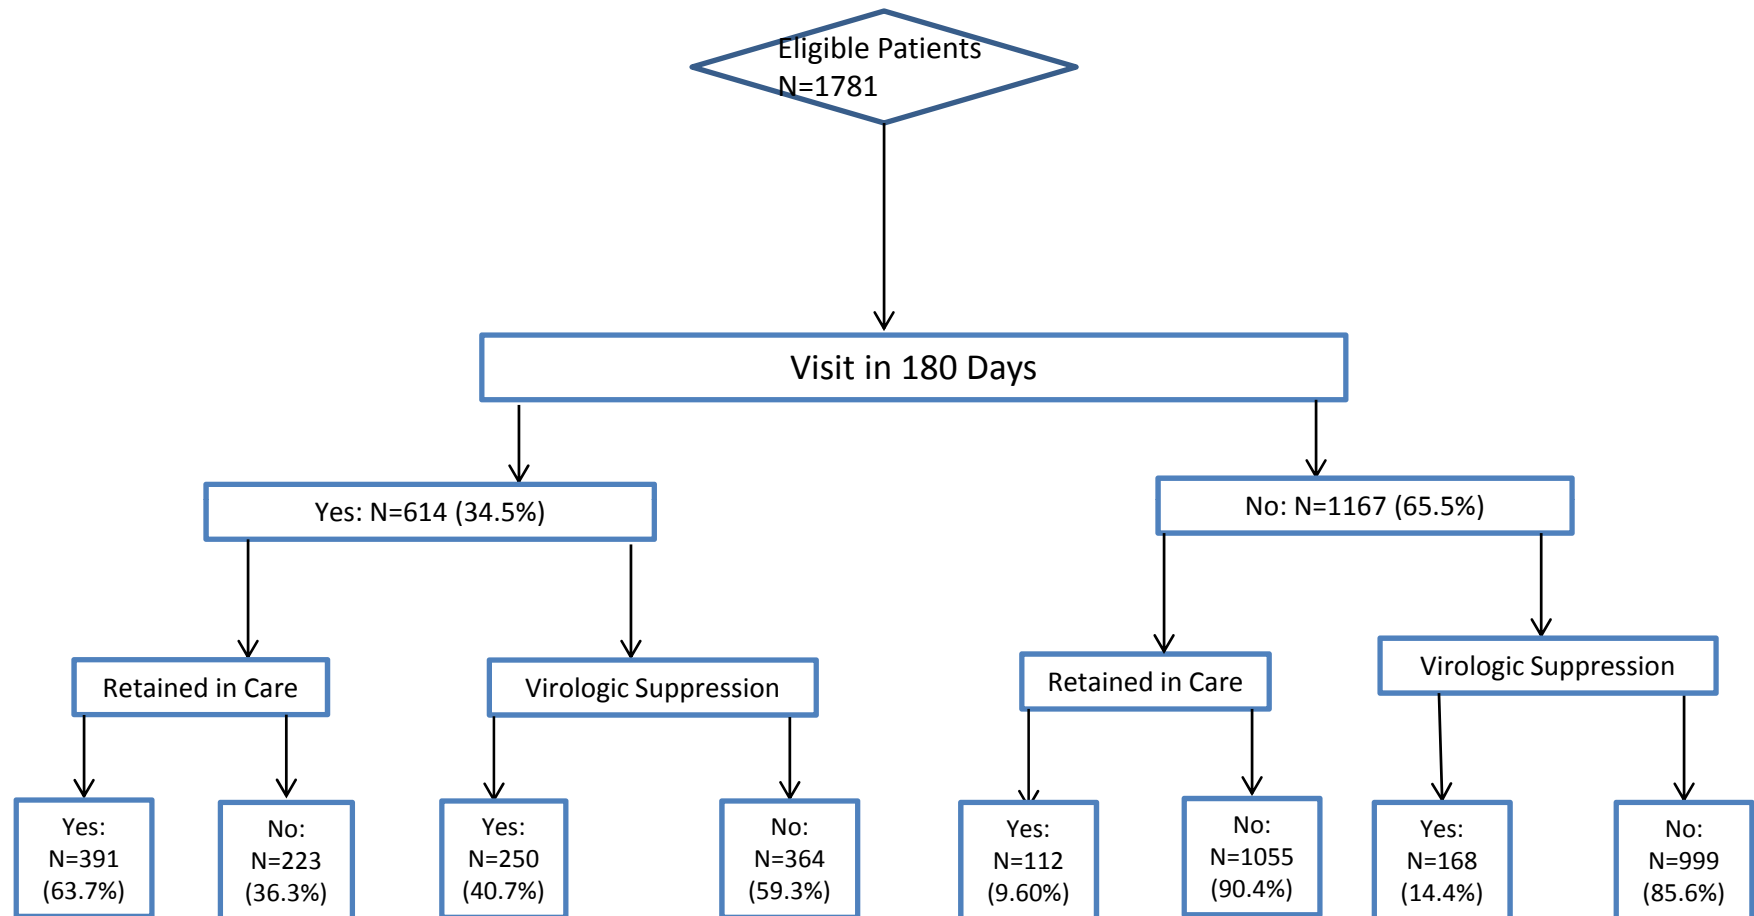 Eligible Patients
N=1781
Visit in 180 Days
Yes: N=614 (34.5%)
No: N=1167 (65.5%)
Retained in Care
Virologic Suppression
Retained in Care
Virologic Suppression
Yes:
N=391
(63.7%)
No:
N=223
(36.3%)
Yes:
N=250
(40.7%)
No:
N=364
(59.3%)
Yes:
N=112
(9.60%)
No:
N=1055
(90.4%)
Yes:
N=168
(14.4%)
No:
N=999
(85.6%)